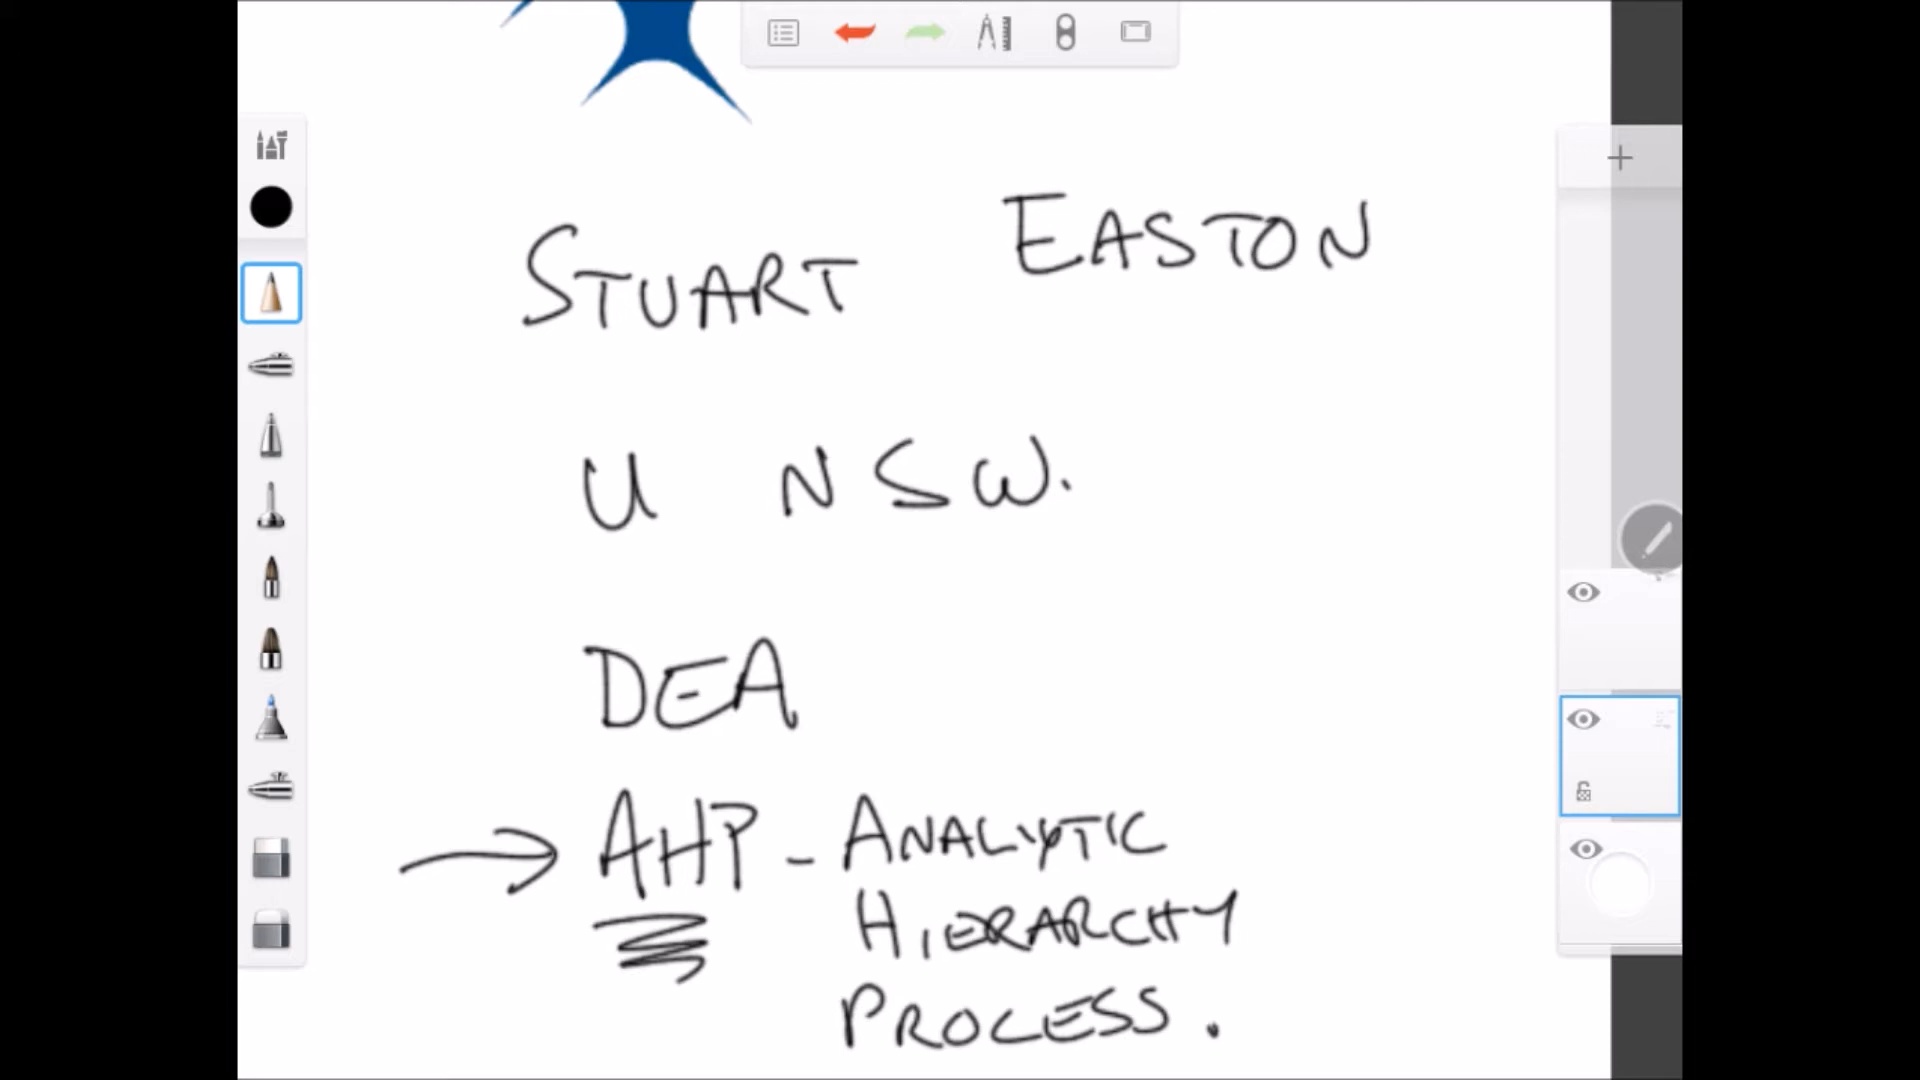 STUART EASTON
U NSW.
DEA
→ AHP - ANALYTIC
HIERARCHY
PROCESS.